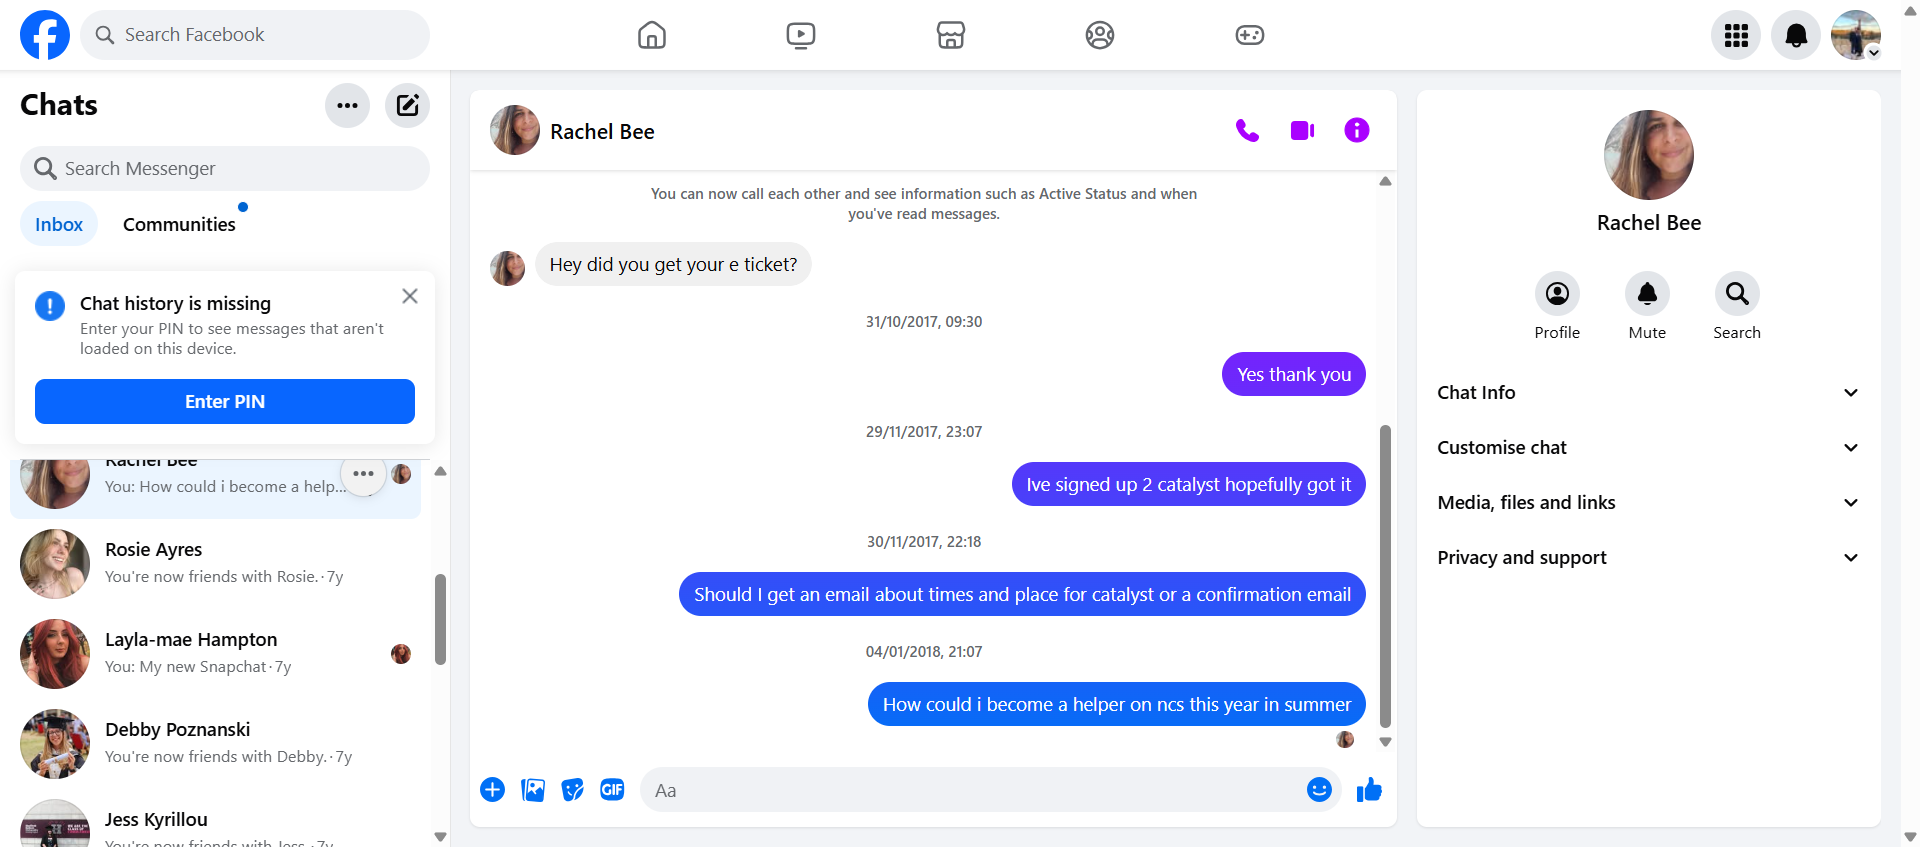 Search Facebook
Chats
Search Messenger
Inbox
Communities
Chat history is missing
Enter your PIN to see messages that aren't
loaded on this device.
Enter PIN
Rachel Bee
You: How could i become a help...
Rosie Ayres
You're now friends with Rosie. · 7y
Layla-mae Hampton
You: My new Snapchat · 7y
Debby Poznanski
You're now friends with Debby. · 7y
Jess Kyrillou
You're now friends with Jess. · 7y
Rachel Bee
You can now call each other and see information such as Active Status and when
you've read messages.
Hey did you get your e ticket?
31/10/2017, 09:30
Yes thank you
29/11/2017, 23:07
Ive signed up 2 catalyst hopefully got it
30/11/2017, 22:18
Should I get an email about times and place for catalyst or a confirmation email
04/01/2018, 21:07
How could i become a helper on ncs this year in summer
GIF
Aa
Rachel Bee
Profile
Mute
Search
Chat Info
Customise chat
Media, files and links
Privacy and support